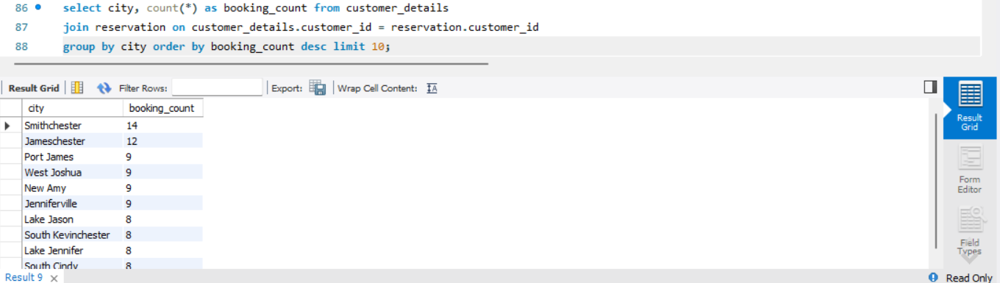 86 select city, count(*) as booking_count from customer_details
87 join reservation on customer_details.customer_id = reservation.customer_id
88 group by city order by booking_count desc limit 10;
Result Grid Filter Rows: Export: Wrap Cell Content: IA
city booking_count
Smithchester 14
Jameschester 12
Port James 9
West Joshua 9
New Amy 9
Jenniferville 9
Lake Jason 8
South Kevinchester 8
Lake Jennifer 8
South Cindy 8
Result
Grid
Form
Editor
Field
Types
Result 9 Read Only